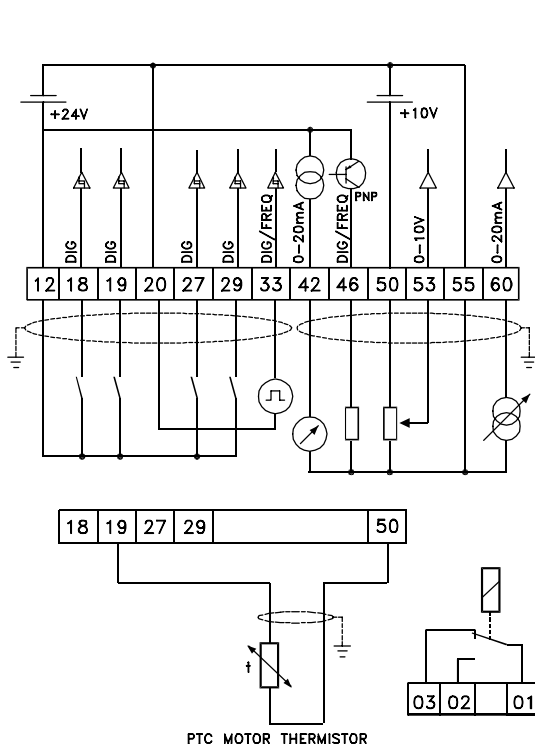 +24V
+10V
DIG
DIG
DIG
DIG
DIG/FREQ
0-20mA
DIG/FREQ
PNP
0-10V
0-20mA
12 18 19 20 27 29 33 42 46 50 53 55 60
18 19 27 29 50
t
03 02 01
PTC MOTOR THERMISTOR